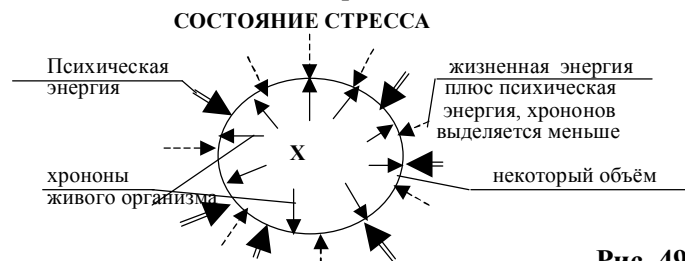 СОСТОЯНИЕ СТРЕССА
Психическая
энергия
жизненная энергия
плюс психическая
энергия, хрононов
выделяется меньше
Х
хрононы
живого организма
некоторый объём
Рис. 49